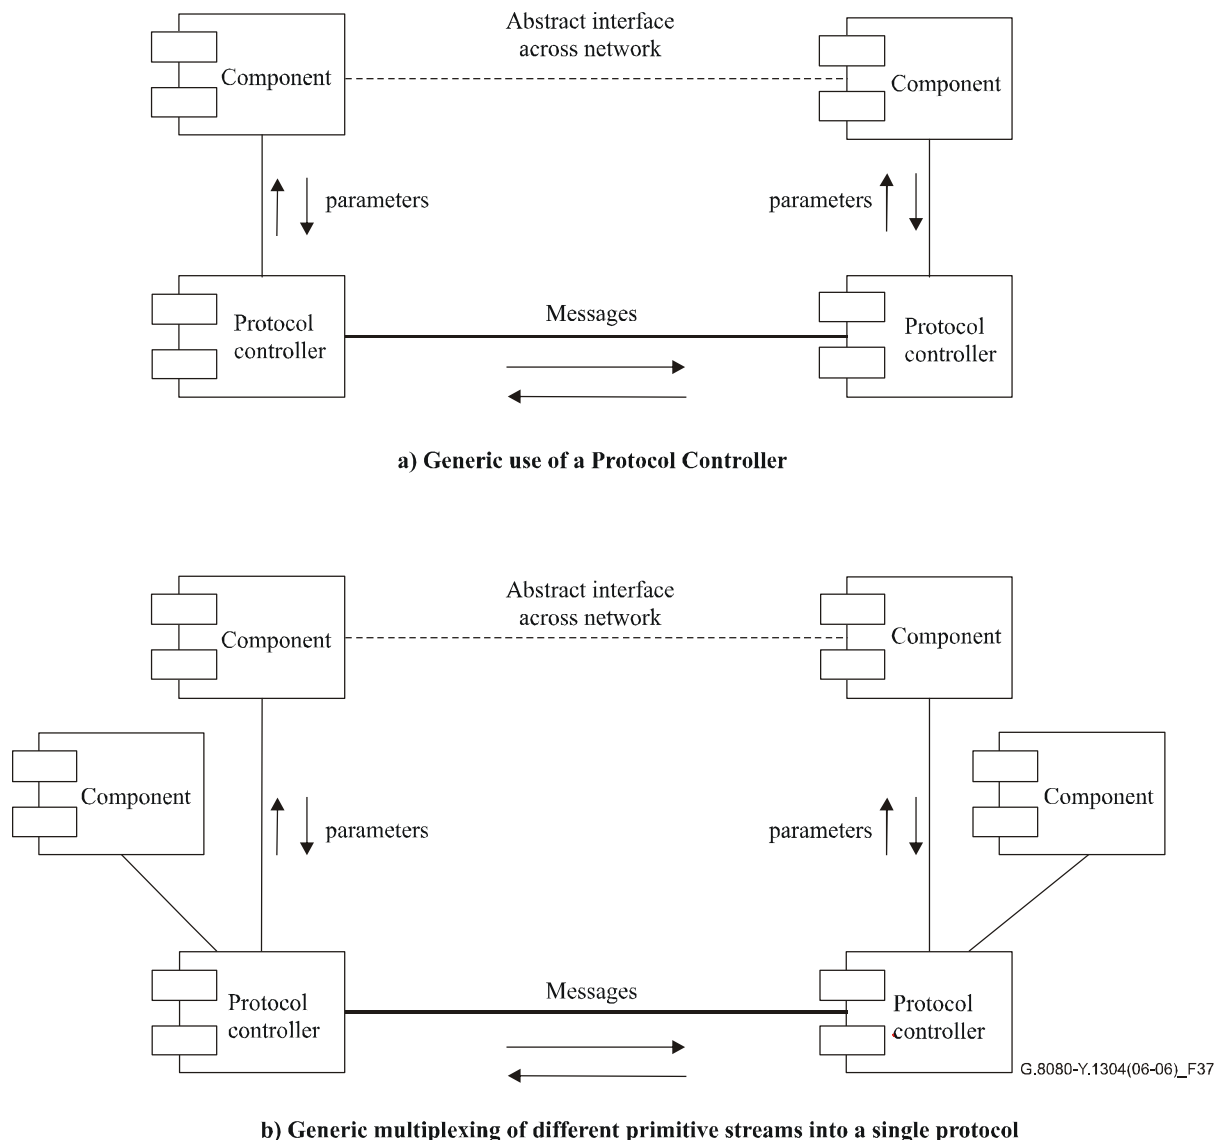 Abstract interface
across network
Component
Component
parameters
parameters
Protocol
controller
Messages
Protocol
controller
a) Generic use of a Protocol Controller
Abstract interface
across network
Component
Component
Component
Component
parameters
parameters
Protocol
controller
Messages
Protocol
controller
G.8080-Y.1304(06-06)_F37
b) Generic multiplexing of different primitive streams into a single protocol